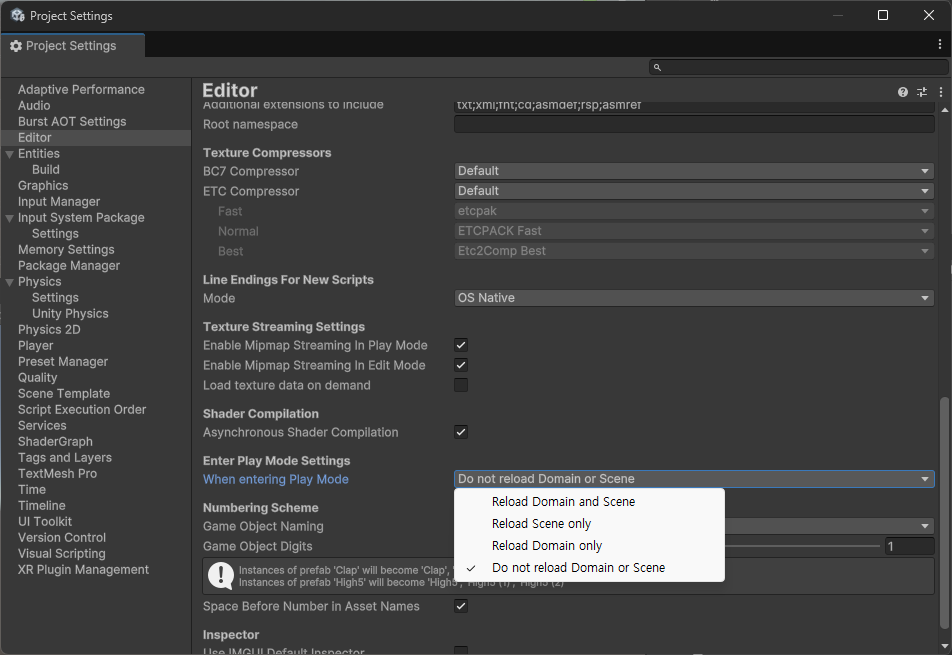 Project Settings
Project Settings
Adaptive Performance
Audio
Burst AOT Settings
Editor
Entities
Build
Graphics
Input Manager
Input System Package
Settings
Memory Settings
Package Manager
Physics
Settings
Unity Physics
Physics 2D
Player
Preset Manager
Quality
Scene Template
Script Execution Order
Services
ShaderGraph
Tags and Layers
TextMesh Pro
Time
Timeline
UI Toolkit
Version Control
Visual Scripting
XR Plugin Management
Editor
Additional extensions to include txt;xml;fnt;cd;asmdef;rsp;asmref
Root namespace
Texture Compressors
BC7 Compressor Default
ETC Compressor Default
Fast etcpak
Normal ETCPACK Fast
Best Etc2Comp Best
Line Endings For New Scripts
Mode OS Native
Texture Streaming Settings
Enable Mipmap Streaming In Play Mode
Enable Mipmap Streaming In Edit Mode
Load texture data on demand
Shader Compilation
Asynchronous Shader Compilation
Enter Play Mode Settings
When entering Play Mode Do not reload Domain or Scene
Reload Domain and Scene
Reload Scene only
Reload Domain only
Do not reload Domain or Scene
Numbering Scheme
Game Object Naming
Game Object Digits 1
Instances of prefab 'Clap' will become 'Clap',
Instances of prefab 'High5' will become 'High5', 'High5 (1)', 'High5 (2)'
Space Before Number in Asset Names
Inspector
Use IMGUI Default Inspector